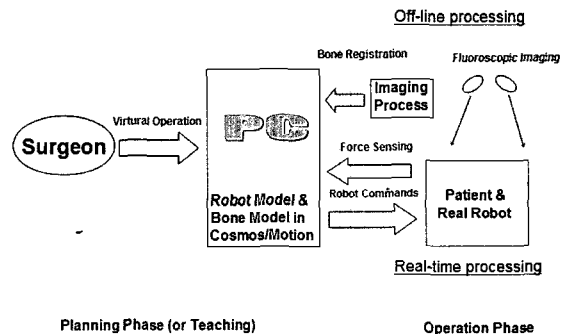 Off-line processing
Bone Registration
Fluoroscopic Imaging
Imaging
Process
Virtural Operation
PC
Surgeon
Force Sensing
Robot Commands
Robot Model &
Bone Model in
Cosmos/Motion
Patient &
Real Robot
Real-time processing
Planning Phase (or Teaching)
Operation Phase